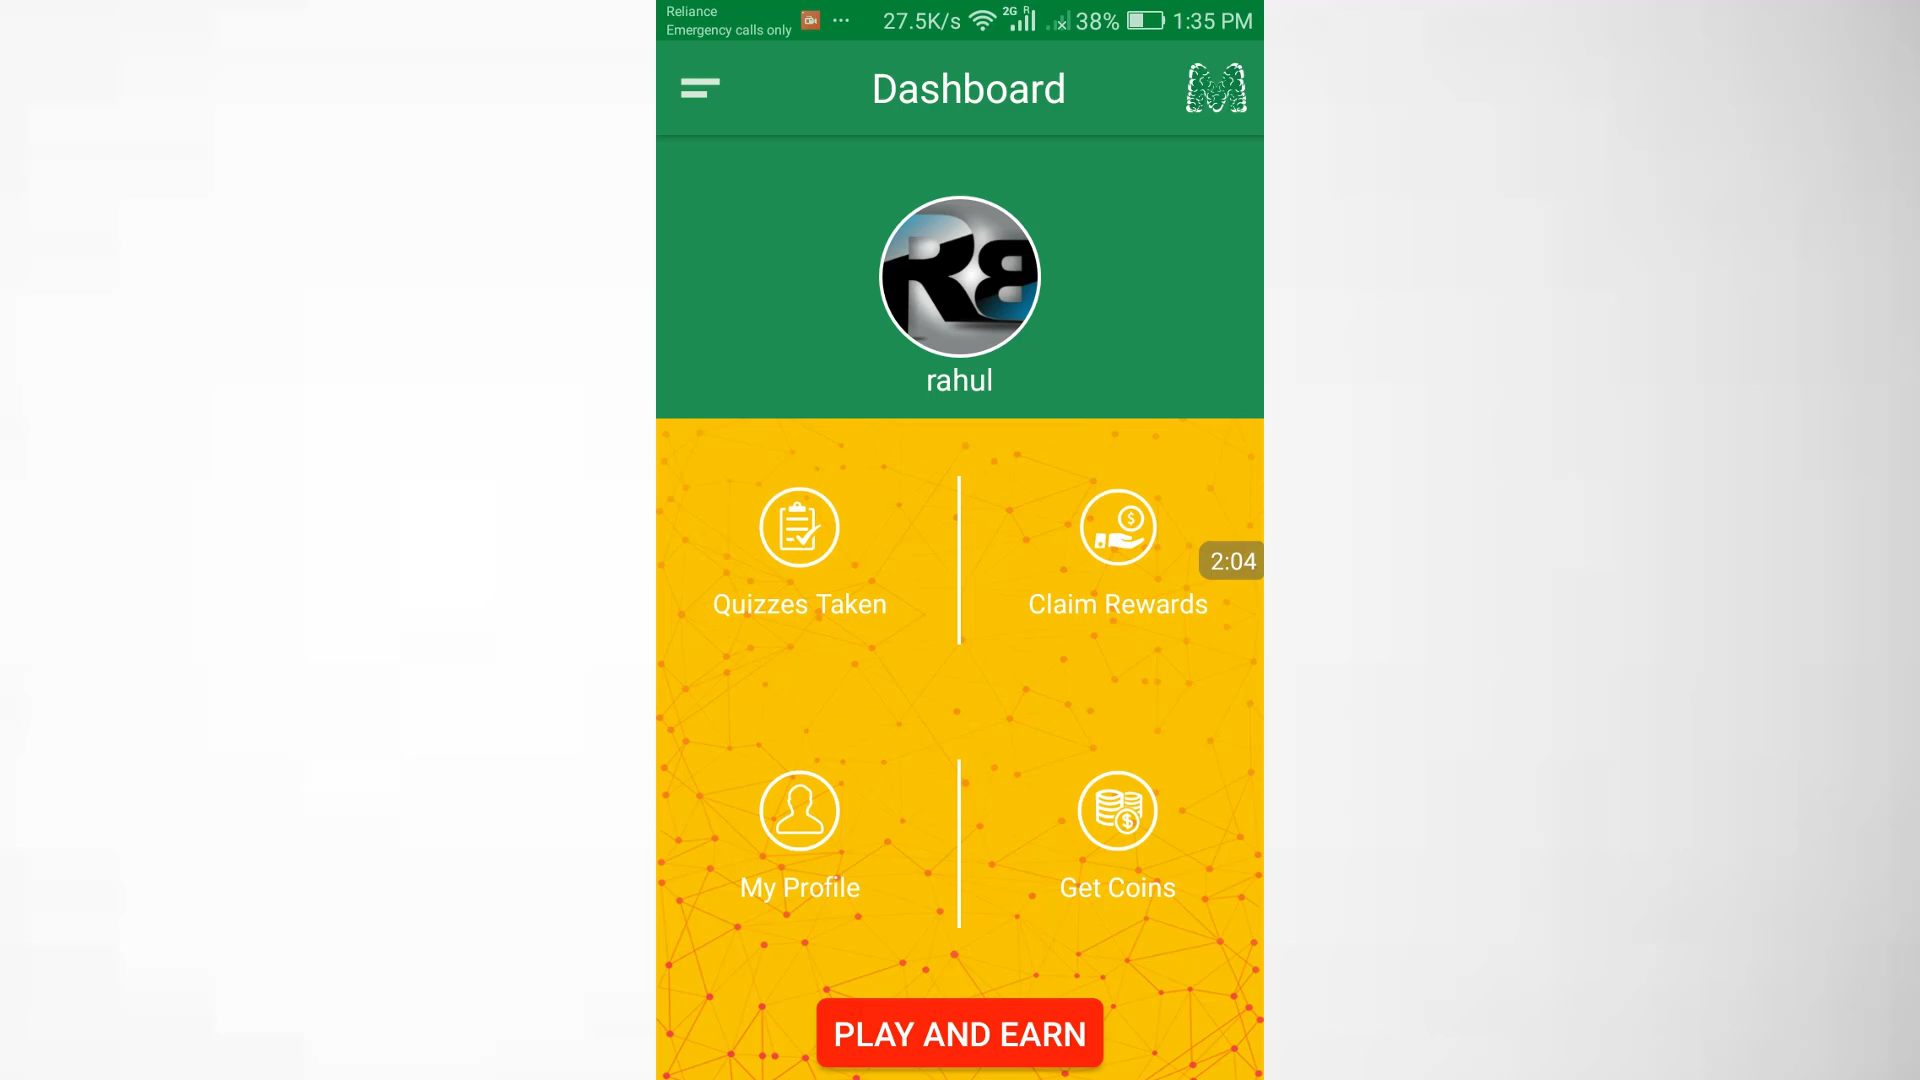 Reliance
Emergency calls only
27.5K/s 2G R 38% 1:35 PM
Dashboard
M
R8
rahul
Quizzes Taken
Claim Rewards
2:04
My Profile
Get Coins
PLAY AND EARN